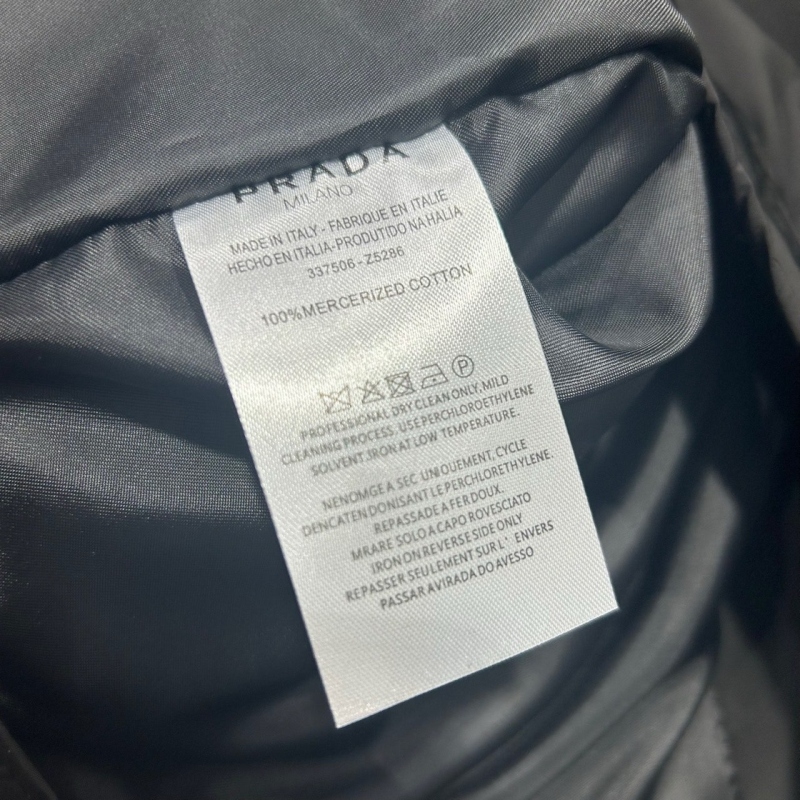 PRADA
MILANO
MADE IN ITALY - FABRIQUE EN ITALIE
HECHO EN ITALIA-PRODUTIDO NA HALIA
337506 - Z5286
100%MERCERIZED COTTON
P
PROFESSIONAL DRY CLEAN ONLY, MILD
CLEANING PROCESS, USE PERCHLOROETHYLENE
SOLVENT. IRON AT LOW TEMPERATURE.
NENOMGE A SEC UNIOUEMENT, CYCLE
DENCATEN DONISANT LE PERCHLORETHYLENE.
REPASSADE A FER DOUX.
MRARE SOLO A CAPO ROVESCIATO
IRON ON REVERSE SIDE ONLY
REPASSER SEULEMENT SUR L' ENVERS
PASSAR A VIRADA DO AVESSO